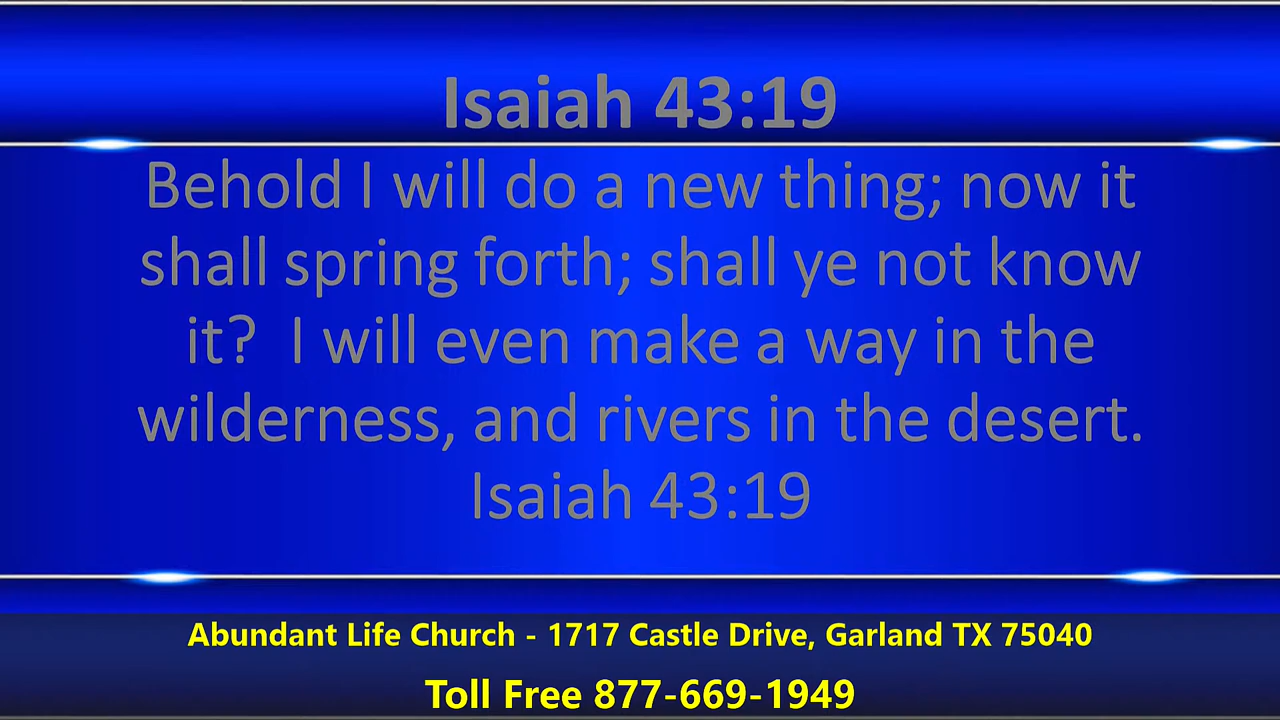 Isaiah 43:19
Behold I will do a new thing; now it
shall spring forth; shall ye not know
it?  I will even make a way in the
wilderness, and rivers in the desert.
Isaiah 43:19
Abundant Life Church - 1717 Castle Drive, Garland TX 75040
Toll Free 877-669-1949